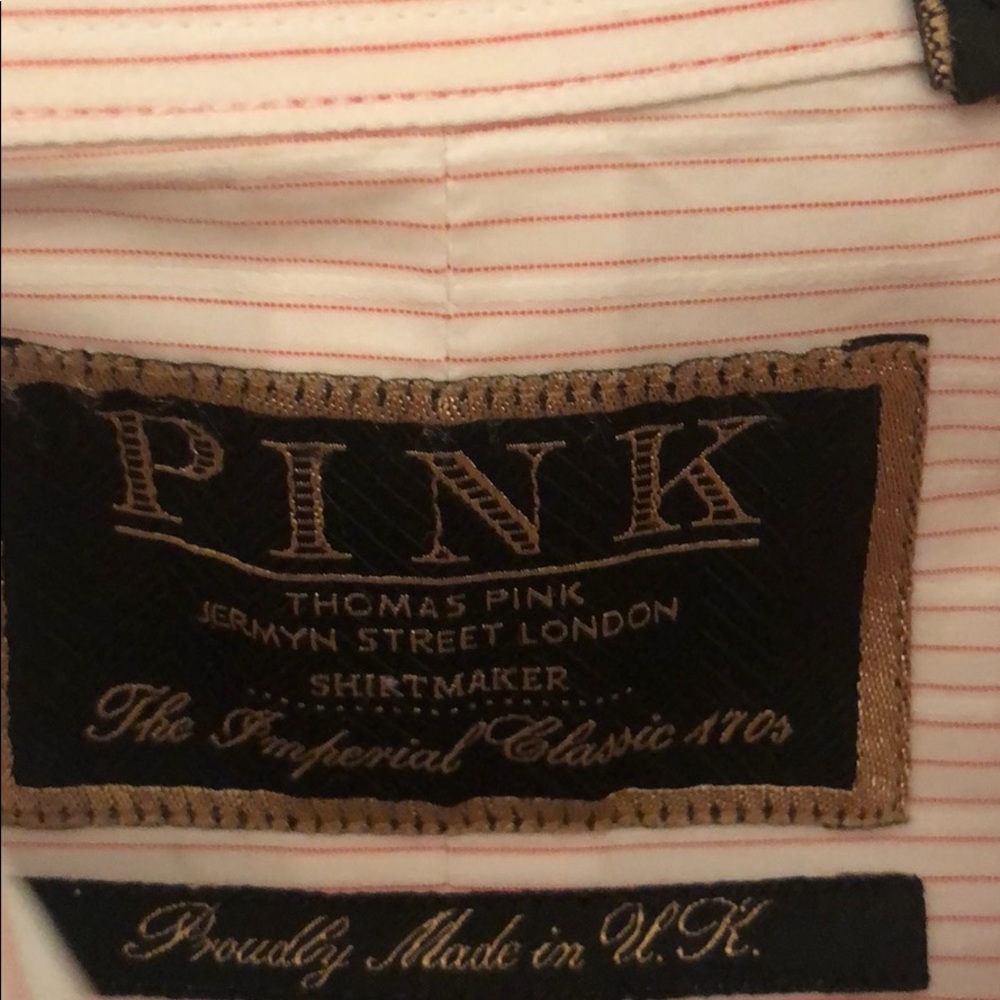 PINK
THOMAS PINK
JERMYN STREET LONDON
SHIRTMAKER
The Imperial Classic 170s
Proudly Made in U.K.